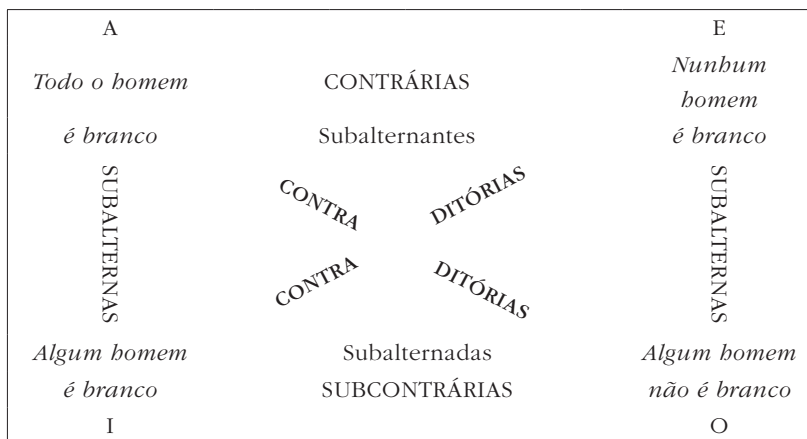 A E
Todo o homem CONTRÁRIAS Nunhum
homem
é branco Subalternantes é branco
SUBALTERNAS CONTRA DITÓRIAS SUBALTERNAS
CONTRA DITÓRIAS
Algum homem Subalternadas Algum homem
é branco SUBCONTRÁRIAS não é branco
I O